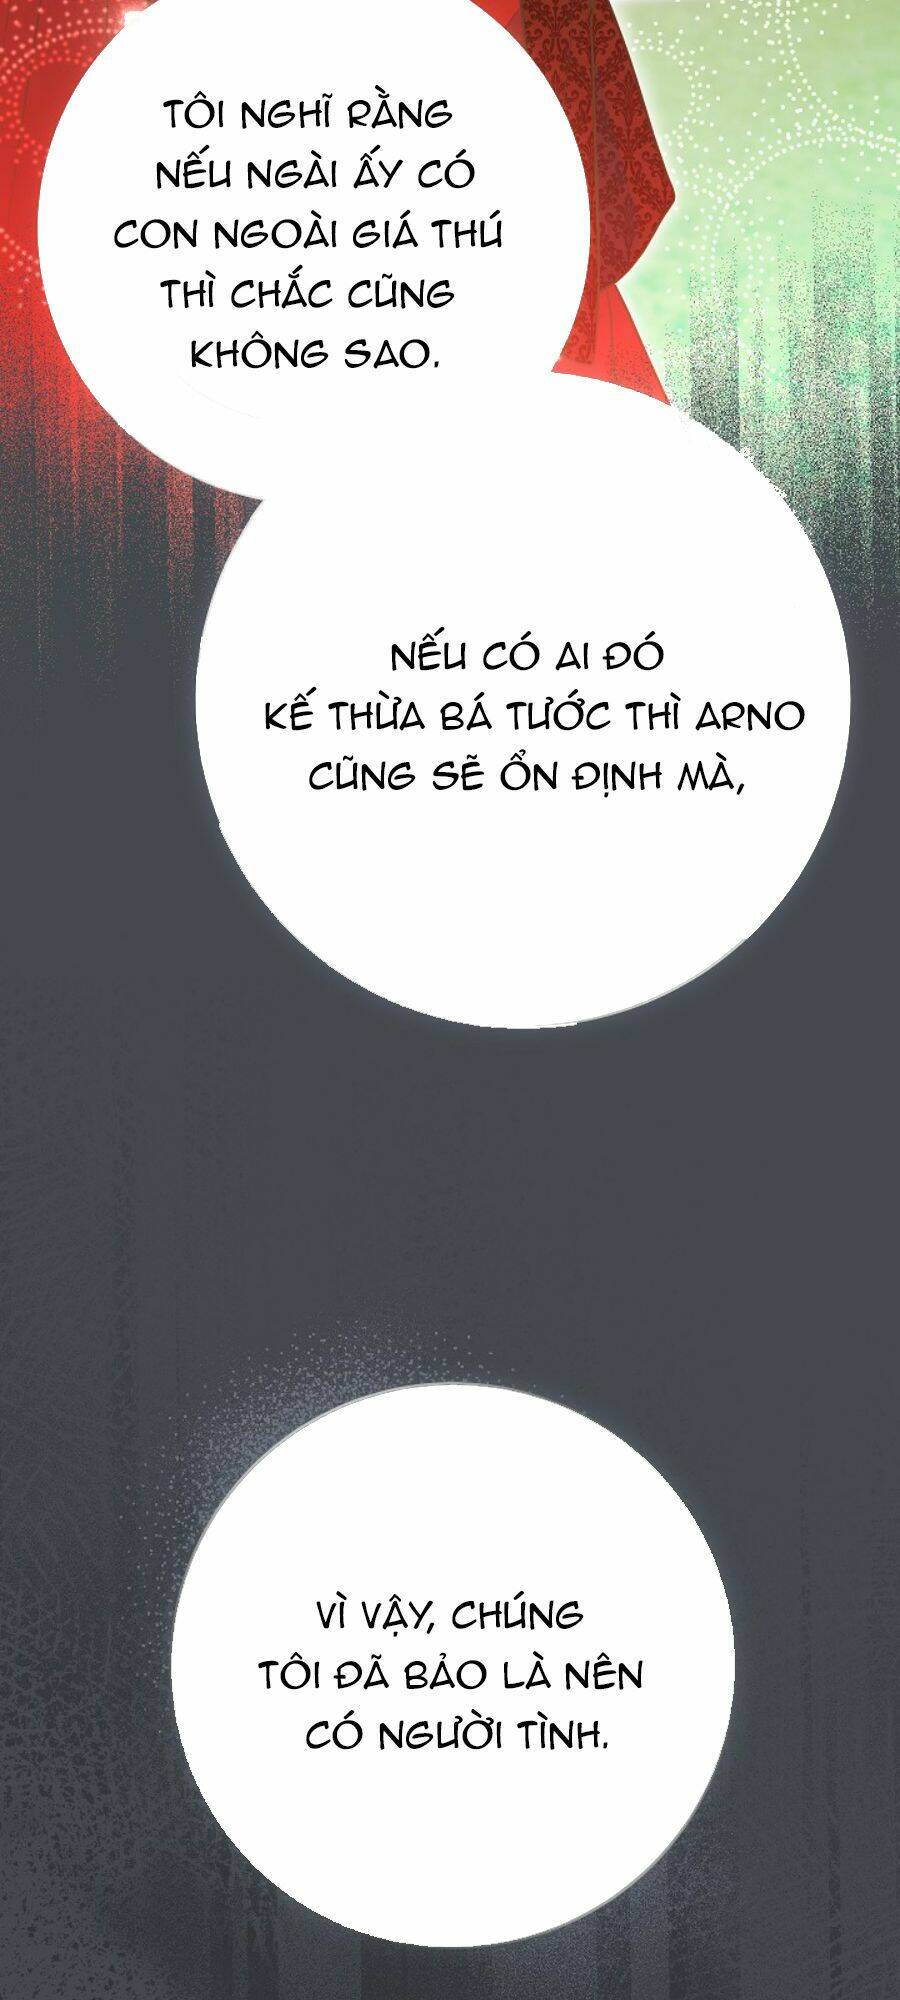 TÔI NGHĨ RẰNG
NẾU NGÀI ẤY CÓ
CON NGOÀI GIÁ THÚ
THÌ CHẮC CŨNG
KHÔNG SAO.
NẾU CÓ AI ĐÓ
KẾ THỪA BÁ TƯỚC THÌ ARNO
CŨNG SẼ ỔN ĐỊNH MÀ,
VÌ VẬY, CHÚNG
TÔI ĐÃ BẢO LÀ NÊN
CÓ NGƯỜI TÌNH.